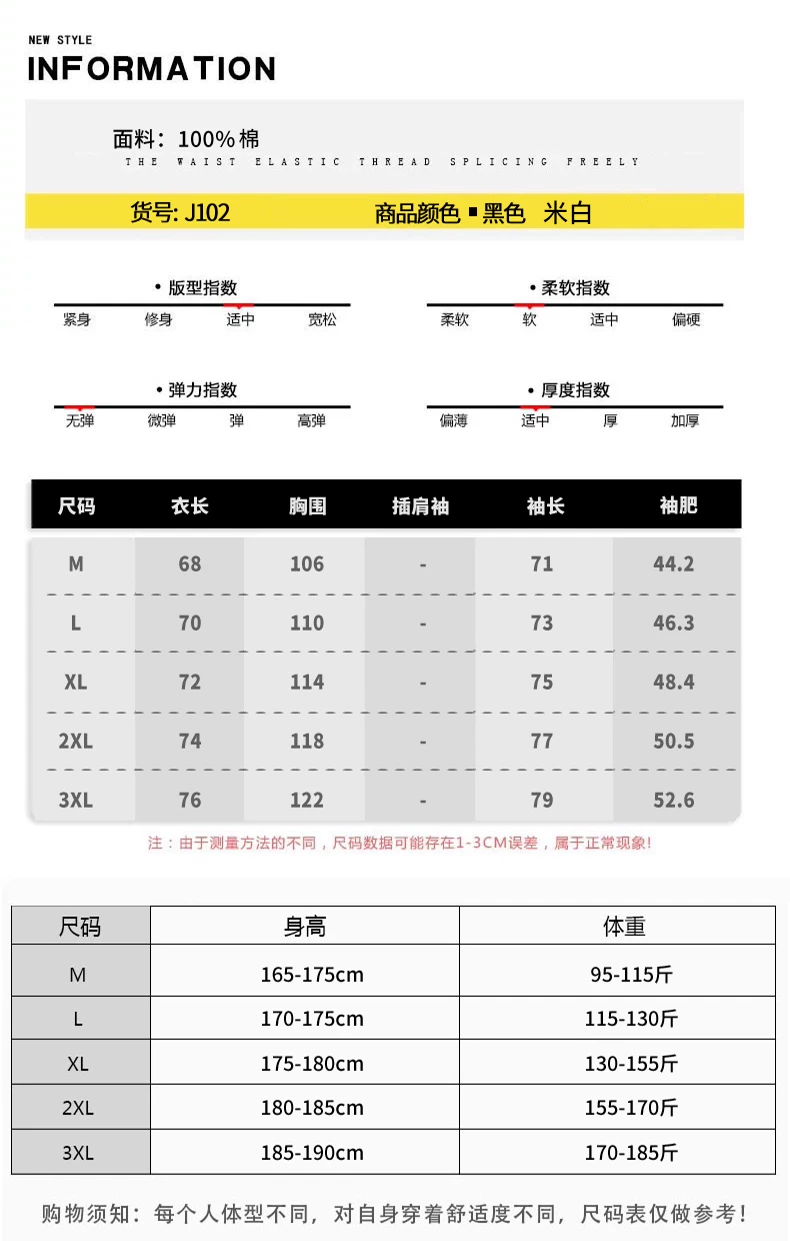 NEW STYLE
INFORMATION
面料：100%棉
THE WAIST ELASTIC THREAD SPLICING FREELY
货号: J102 商品颜色▪黑色 米白
• 版型指数 • 柔软指数
紧身 修身 适中 宽松 柔软 软 适中 偏硬
• 弹力指数 • 厚度指数
无弹 微弹 弹 高弹 偏薄 适中 厚 加厚
尺码 衣长 胸围 插肩袖 袖长 袖肥
M 68 106 - 71 44.2
L 70 110 - 73 46.3
XL 72 114 - 75 48.4
2XL 74 118 - 77 50.5
3XL 76 122 - 79 52.6
注：由于测量方法的不同，尺码数据可能存在1-3CM误差，属于正常现象!
尺码 身高 体重
M 165-175cm 95-115斤
L 170-175cm 115-130斤
XL 175-180cm 130-155斤
2XL 180-185cm 155-170斤
3XL 185-190cm 170-185斤
购物须知：每个人体型不同，对自身穿着舒适度不同，尺码表仅做参考！